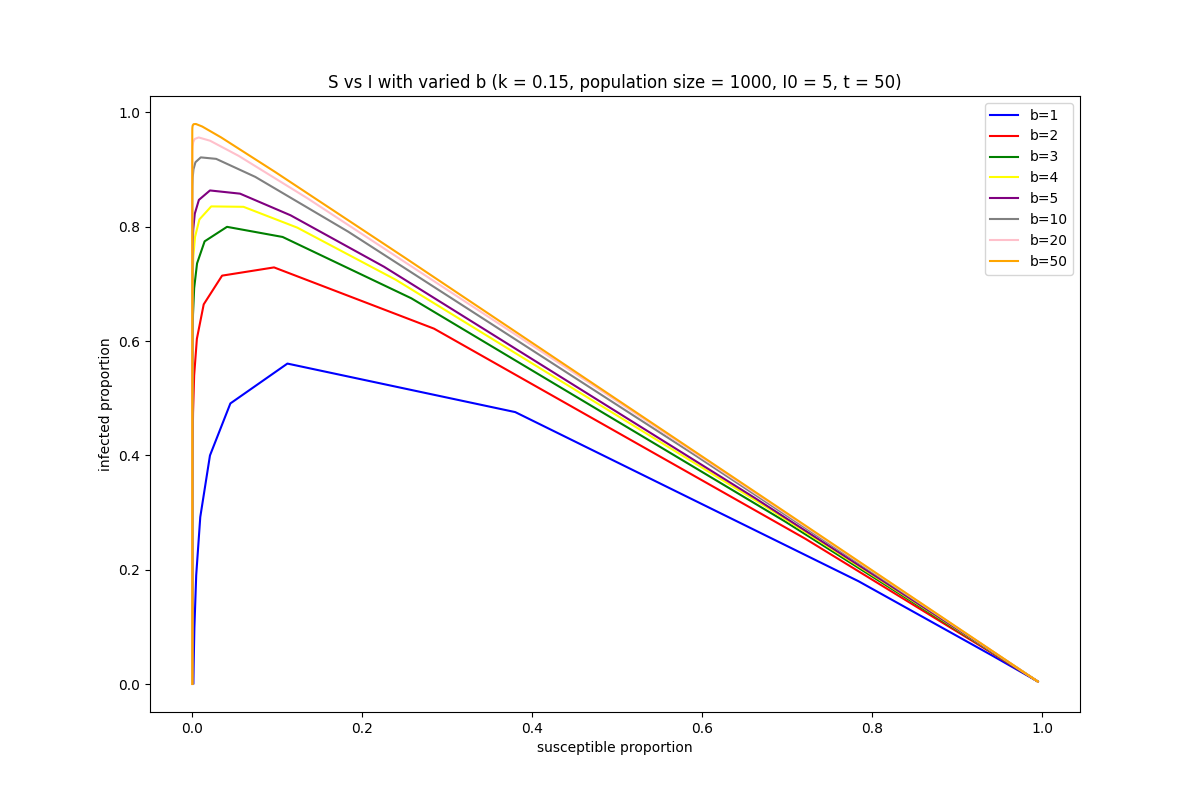 S vs I with varied b (k = 0.15, population size = 1000, I0 = 5, t = 50)
b=1
b=2
b=3
b=4
b=5
b=10
b=20
b=50
1.0
0.8
0.6
0.4
0.2
0.0
infected proportion
0.0 0.2 0.4 0.6 0.8 1.0
susceptible proportion